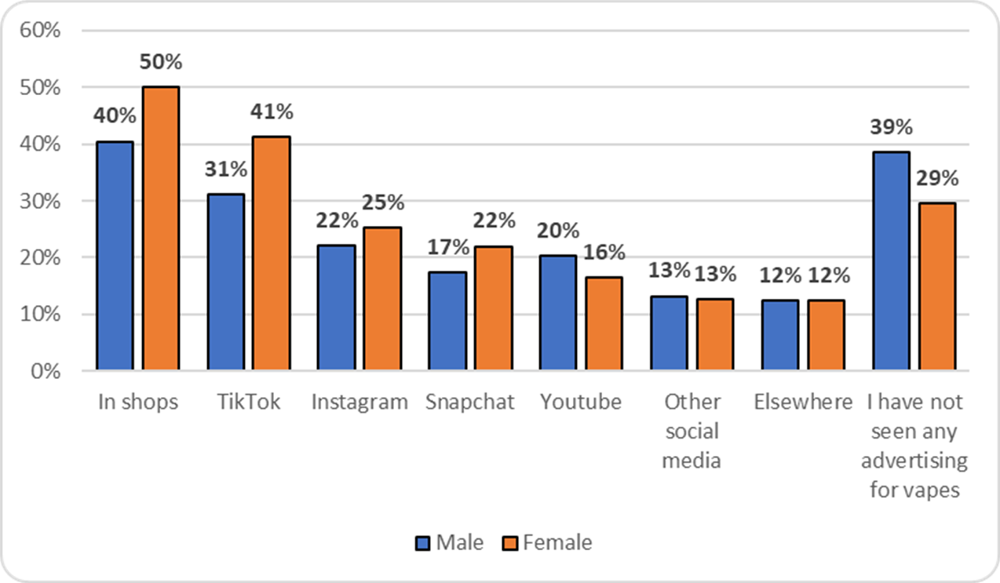 60%
50%
40%
30%
20%
10%
0%
40%
50%
31%
41%
22%
25%
17%
22%
20%
16%
13%
13%
12%
12%
39%
29%
In shops
TikTok
Instagram
Snapchat
Youtube
Other
social
media
Elsewhere
I have not
seen any
advertising
for vapes
Male
Female